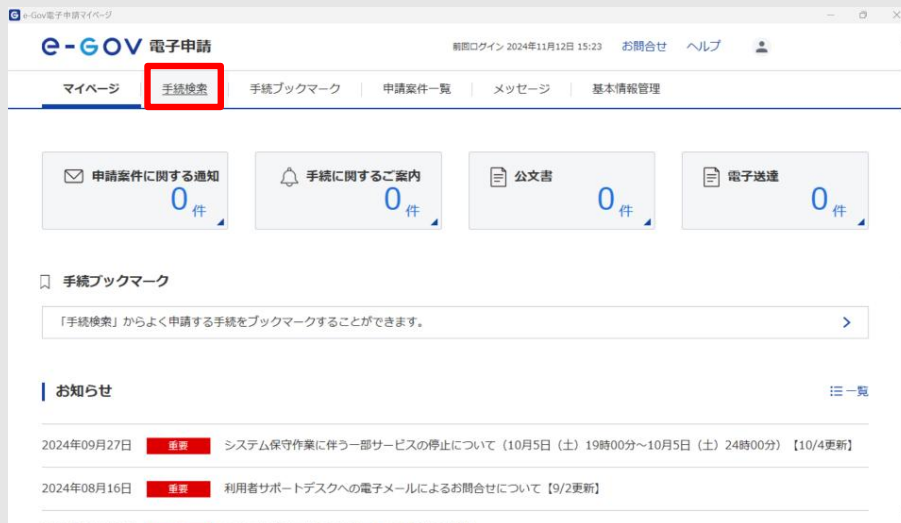 e-Gov電子申請マイページ
e-GOV 電子申請
前回ログイン 2024年11月12日 15:23 お問合せ ヘルプ
マイページ 手続検索 手続ブックマーク 申請案件一覧 メッセージ 基本情報管理
申請案件に関する通知 0 件
手続に関するご案内 0 件
公文書 0 件
電子送達 0 件
手続ブックマーク
「手続検索」からよく申請する手続をブックマークすることができます。
お知らせ
一覧
2024年09月27日 重要 システム保守作業に伴う一部サービスの停止について（10月5日（土）19時00分～10月5日（土）24時00分）【10/4更新】
2024年08月16日 重要 利用者サポートデスクへの電子メールによるお問合せについて【9/2更新】